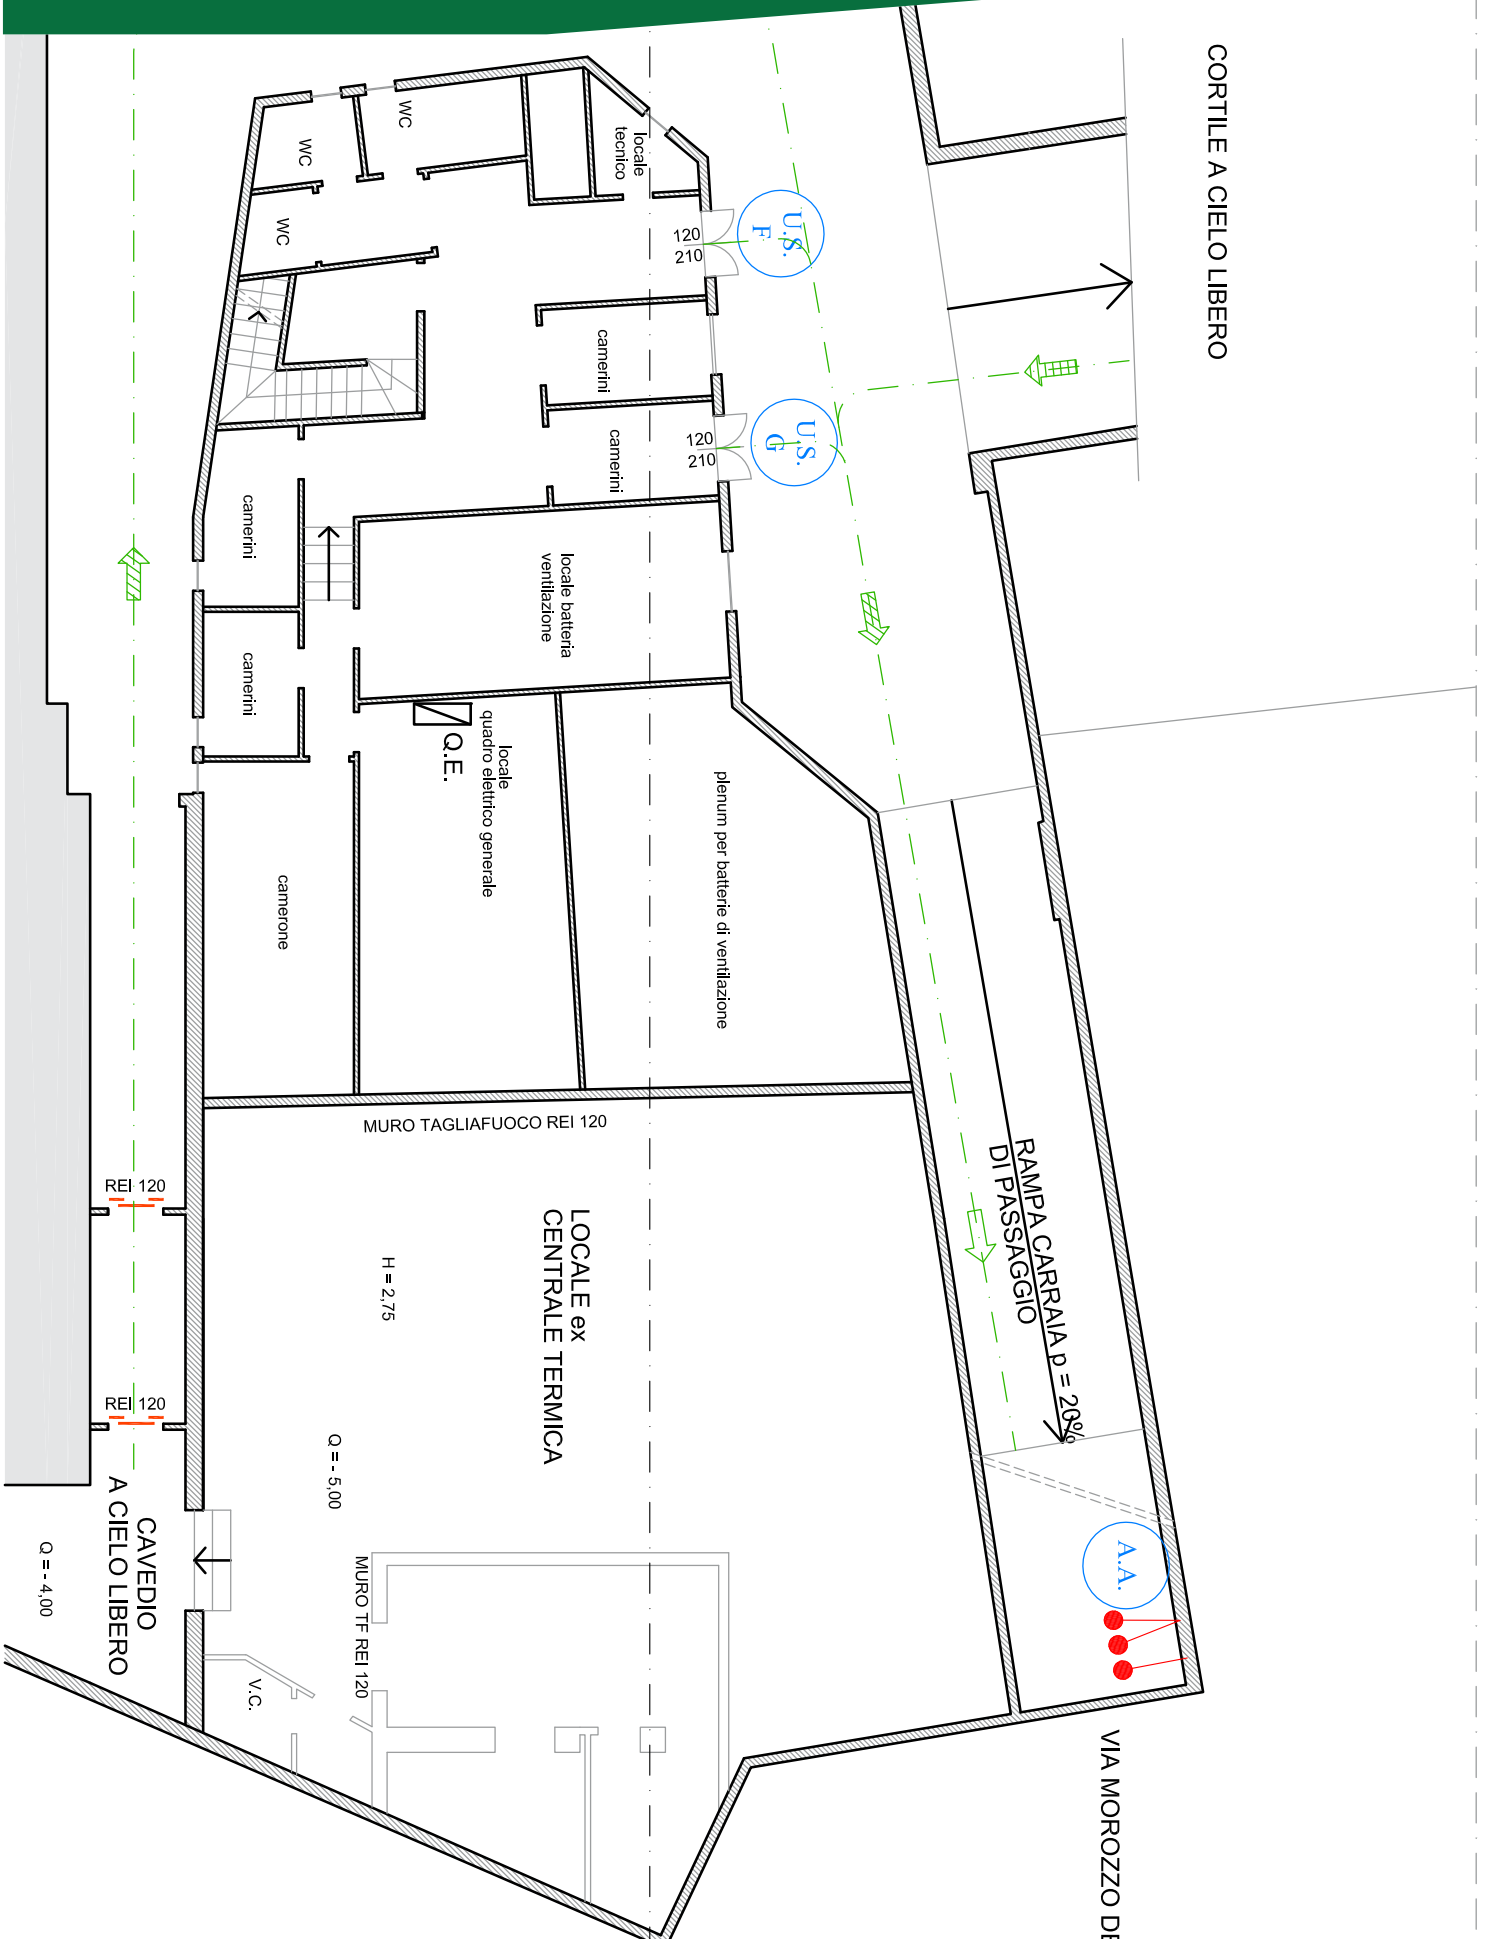 CORTILE A CIELO LIBERO
WC
WC
WC
locale
tecnico
120
210
U.S.
F
camerini
camerini
120
210
U.S.
G
camerini
camerini
locale batteria
ventilazione
locale
quadro elettrico generale
Q.E.
plenum per batterie di ventilazione
camerone
MURO TAGLIAFUOCO REI 120
RAMPA CARRAIA p = 20%
DI PASSAGGIO
REI 120
REI 120
LOCALE ex
CENTRALE TERMICA
H = 2,75
Q = - 5,00
CAVEDIO
A CIELO LIBERO
Q = - 4,00
MURO TF REI 120
V.C.
A.A.
VIA MOROZZO